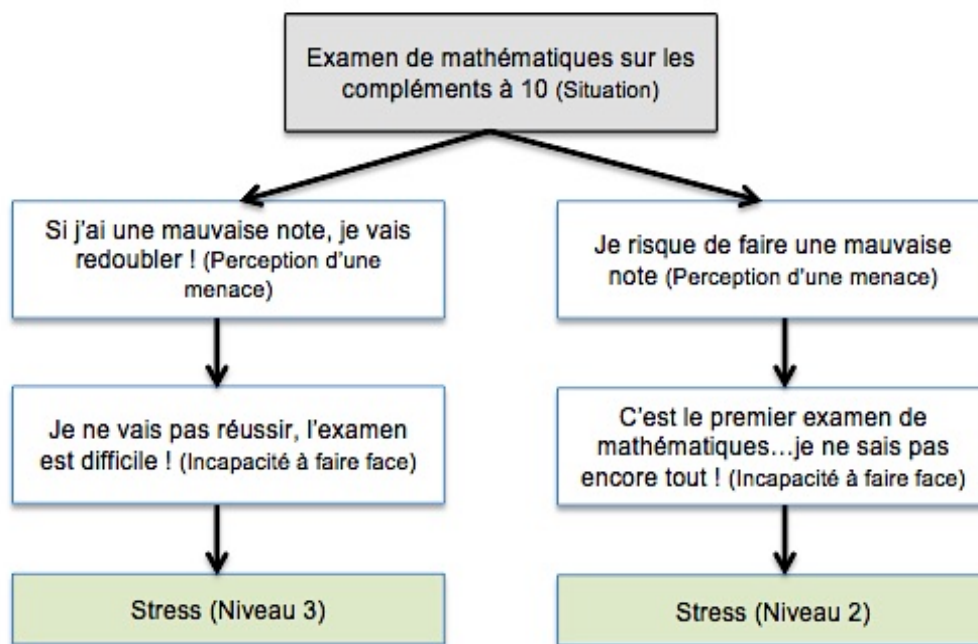 Examen de mathématiques sur les
compléments à 10 (Situation)
Si j'ai une mauvaise note, je vais
redoubler ! (Perception d'une
menace)
Je risque de faire une mauvaise
note (Perception d'une menace)
Je ne vais pas réussir, l'examen
est difficile ! (Incapacité à faire face)
C'est le premier examen de
mathématiques…je ne sais pas
encore tout ! (Incapacité à faire face)
Stress (Niveau 3)
Stress (Niveau 2)